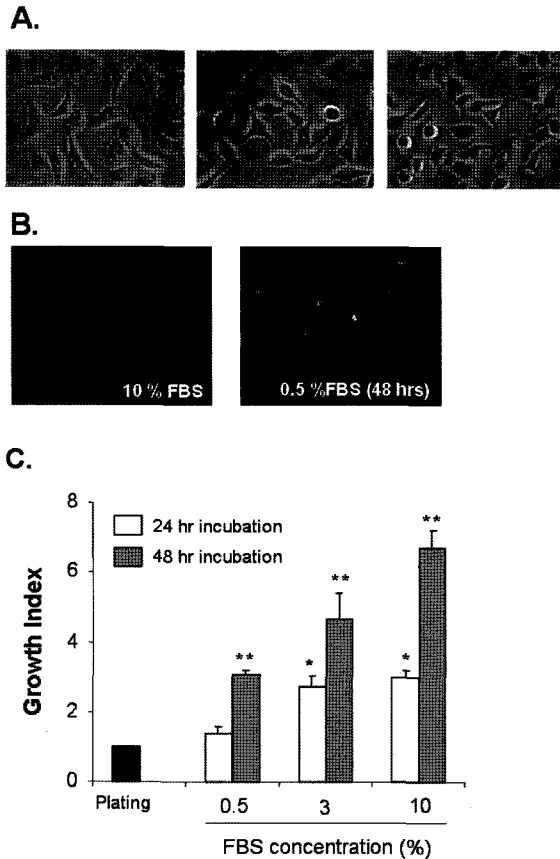 A.
B.
10 % FBS
0.5 %FBS (48 hrs)
C.
8
6
4
2
0
Growth Index
24 hr incubation
48 hr incubation
**
*
**
*
**
Plating
0.5
3
10
FBS concentration (%)